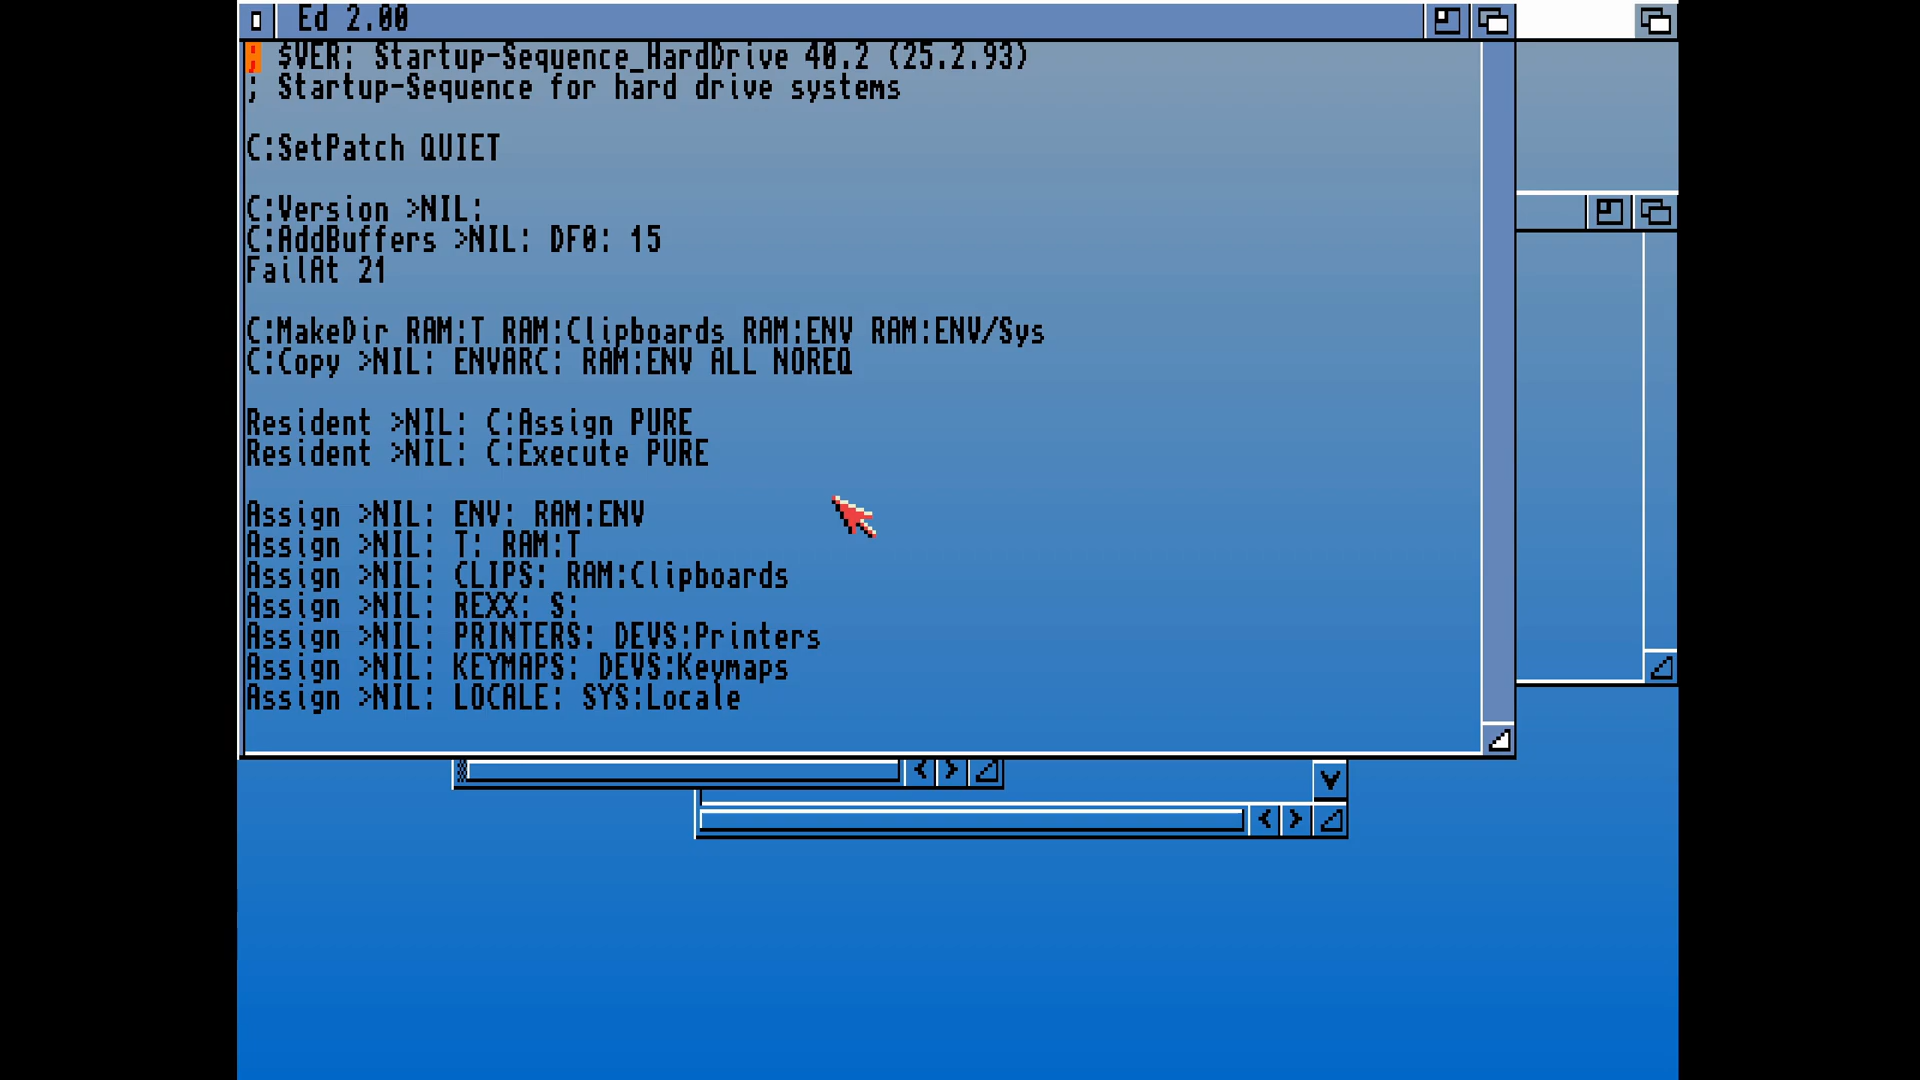 Ed 2.00
; $VER: Startup-Sequence_HardDrive 40.2 (25.2.93)
; Startup-Sequence for hard drive systems
C:SetPatch QUIET
C:Version >NIL:
C:AddBuffers >NIL: DF0: 15
FailAt 21
C:MakeDir RAM:T RAM:Clipboards RAM:ENV RAM:ENV/Sys
C:Copy >NIL: ENVARC: RAM:ENV ALL NOREQ
Resident >NIL: C:Assign PURE
Resident >NIL: C:Execute PURE
Assign >NIL: ENV: RAM:ENV
Assign >NIL: T: RAM:T
Assign >NIL: CLIPS: RAM:Clipboards
Assign >NIL: REXX: S:
Assign >NIL: PRINTERS: DEVS:Printers
Assign >NIL: KEYMAPS: DEVS:Keymaps
Assign >NIL: LOCALE: SYS:Locale